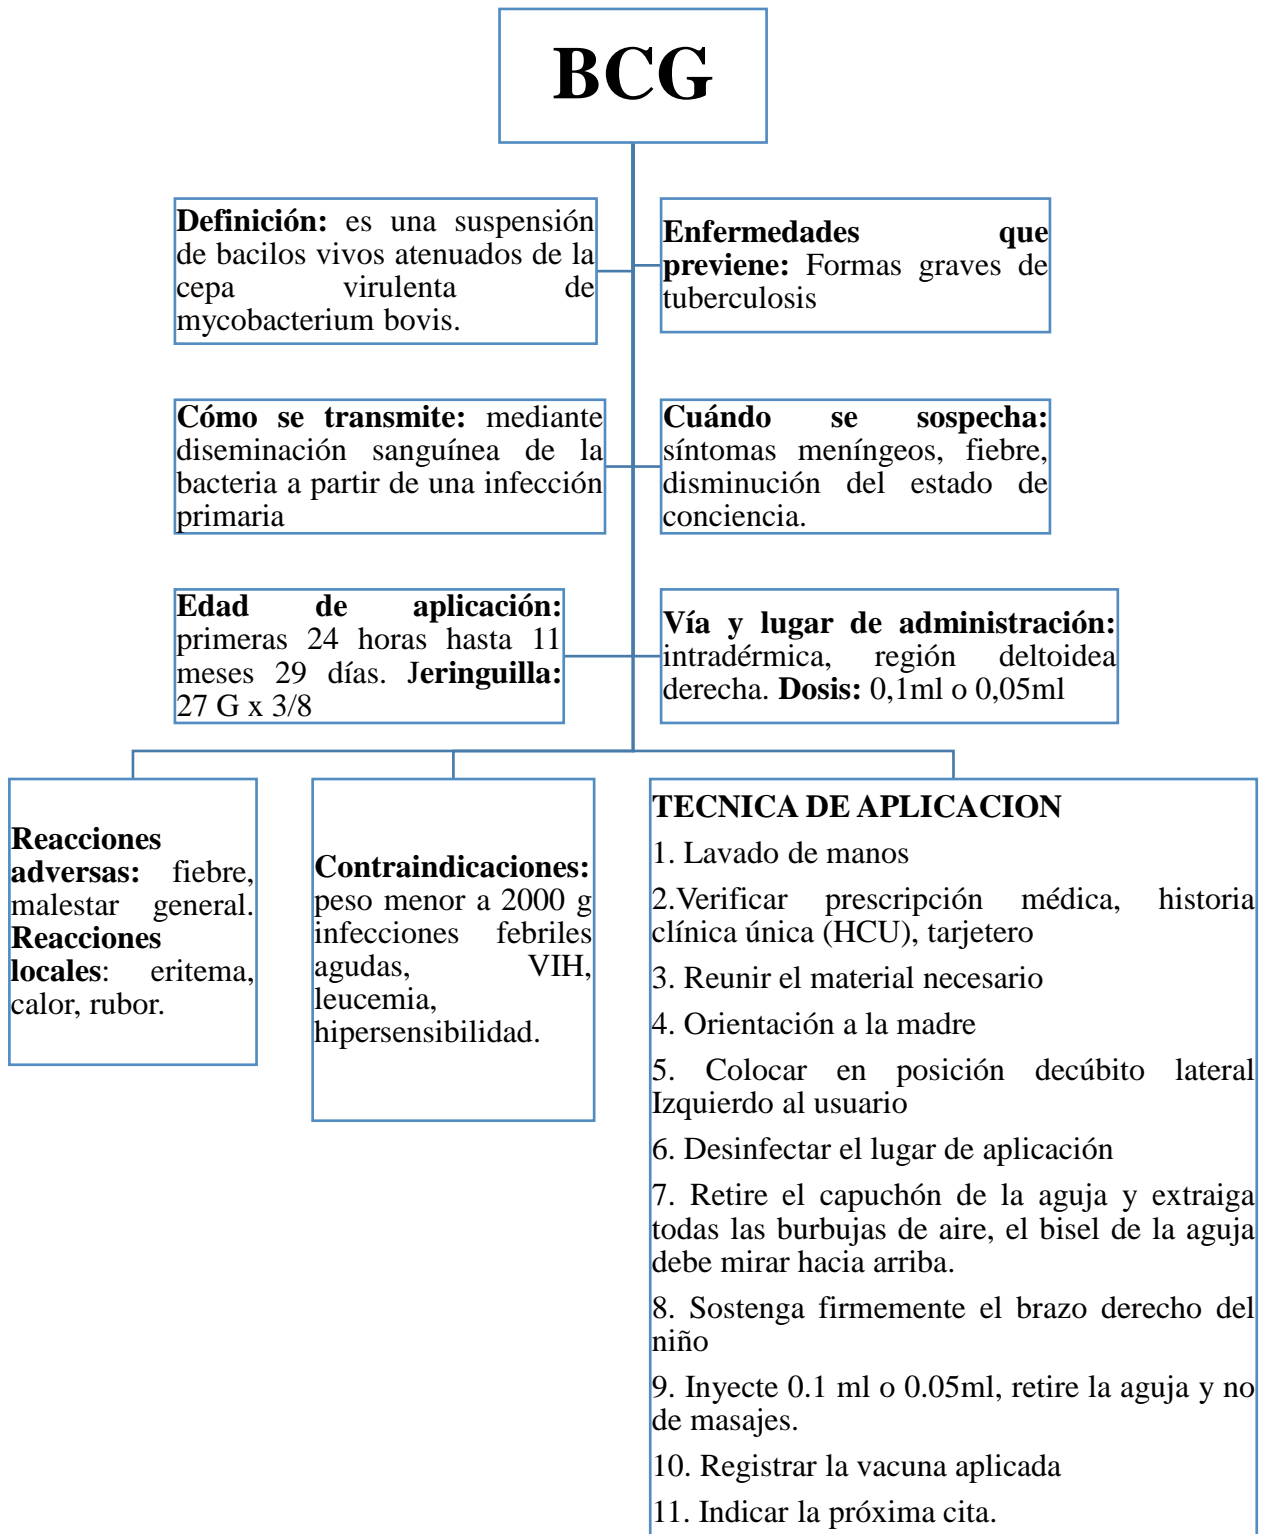 BCG
Definición: es una suspensión
de bacilos vivos atenuados de la
cepa virulenta de
mycobacterium bovis.
Enfermedades que
previene: Formas graves de
tuberculosis
Cómo se transmite: mediante
diseminación sanguínea de la
bacteria a partir de una infección
primaria
Cuándo se sospecha:
síntomas meníngeos, fiebre,
disminución del estado de
conciencia.
Edad de aplicación:
primeras 24 horas hasta 11
meses 29 días. Jeringuilla:
27 G x 3/8
Vía y lugar de administración:
intradérmica, región deltoidea
derecha. Dosis: 0,1ml o 0,05ml
Reacciones
adversas: fiebre,
malestar general.
Reacciones
locales: eritema,
calor, rubor.
Contraindicaciones:
peso menor a 2000 g
infecciones febriles
agudas, VIH,
leucemia,
hipersensibilidad.
TECNICA DE APLICACION
1. Lavado de manos
2.Verificar prescripción médica, historia
clínica única (HCU), tarjetero
3. Reunir el material necesario
4. Orientación a la madre
5. Colocar en posición decúbito lateral
Izquierdo al usuario
6. Desinfectar el lugar de aplicación
7. Retire el capuchón de la aguja y extraiga
todas las burbujas de aire, el bisel de la aguja
debe mirar hacia arriba.
8. Sostenga firmemente el brazo derecho del
niño
9. Inyecte 0.1 ml o 0.05ml, retire la aguja y no
de masajes.
10. Registrar la vacuna aplicada
11. Indicar la próxima cita.